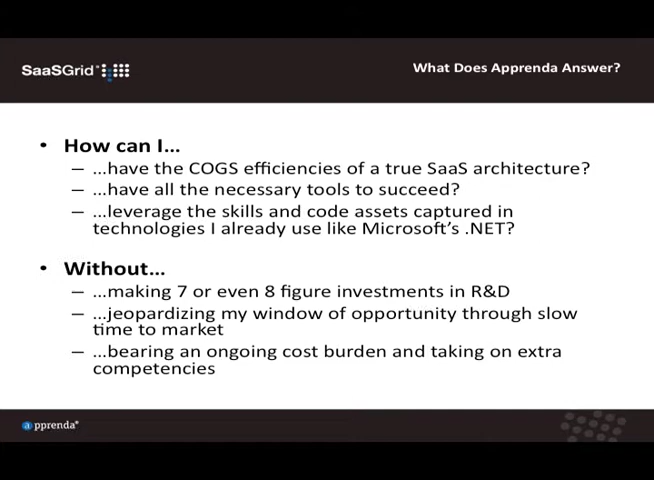 SaaSGrid
What Does Apprenda Answer?
• How can I...
– ...have the COGS efficiencies of a true SaaS architecture?
– ...have all the necessary tools to succeed?
– ...leverage the skills and code assets captured in
technologies I already use like Microsoft's .NET?
• Without...
– ...making 7 or even 8 figure investments in R&D
– ...jeopardizing my window of opportunity through slow
time to market
– ...bearing an ongoing cost burden and taking on extra
competencies
apprenda